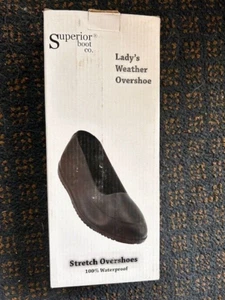 Superior®
boot
co.
Lady's
Weather
Overshoe
Stretch Overshoes
100% Waterproof